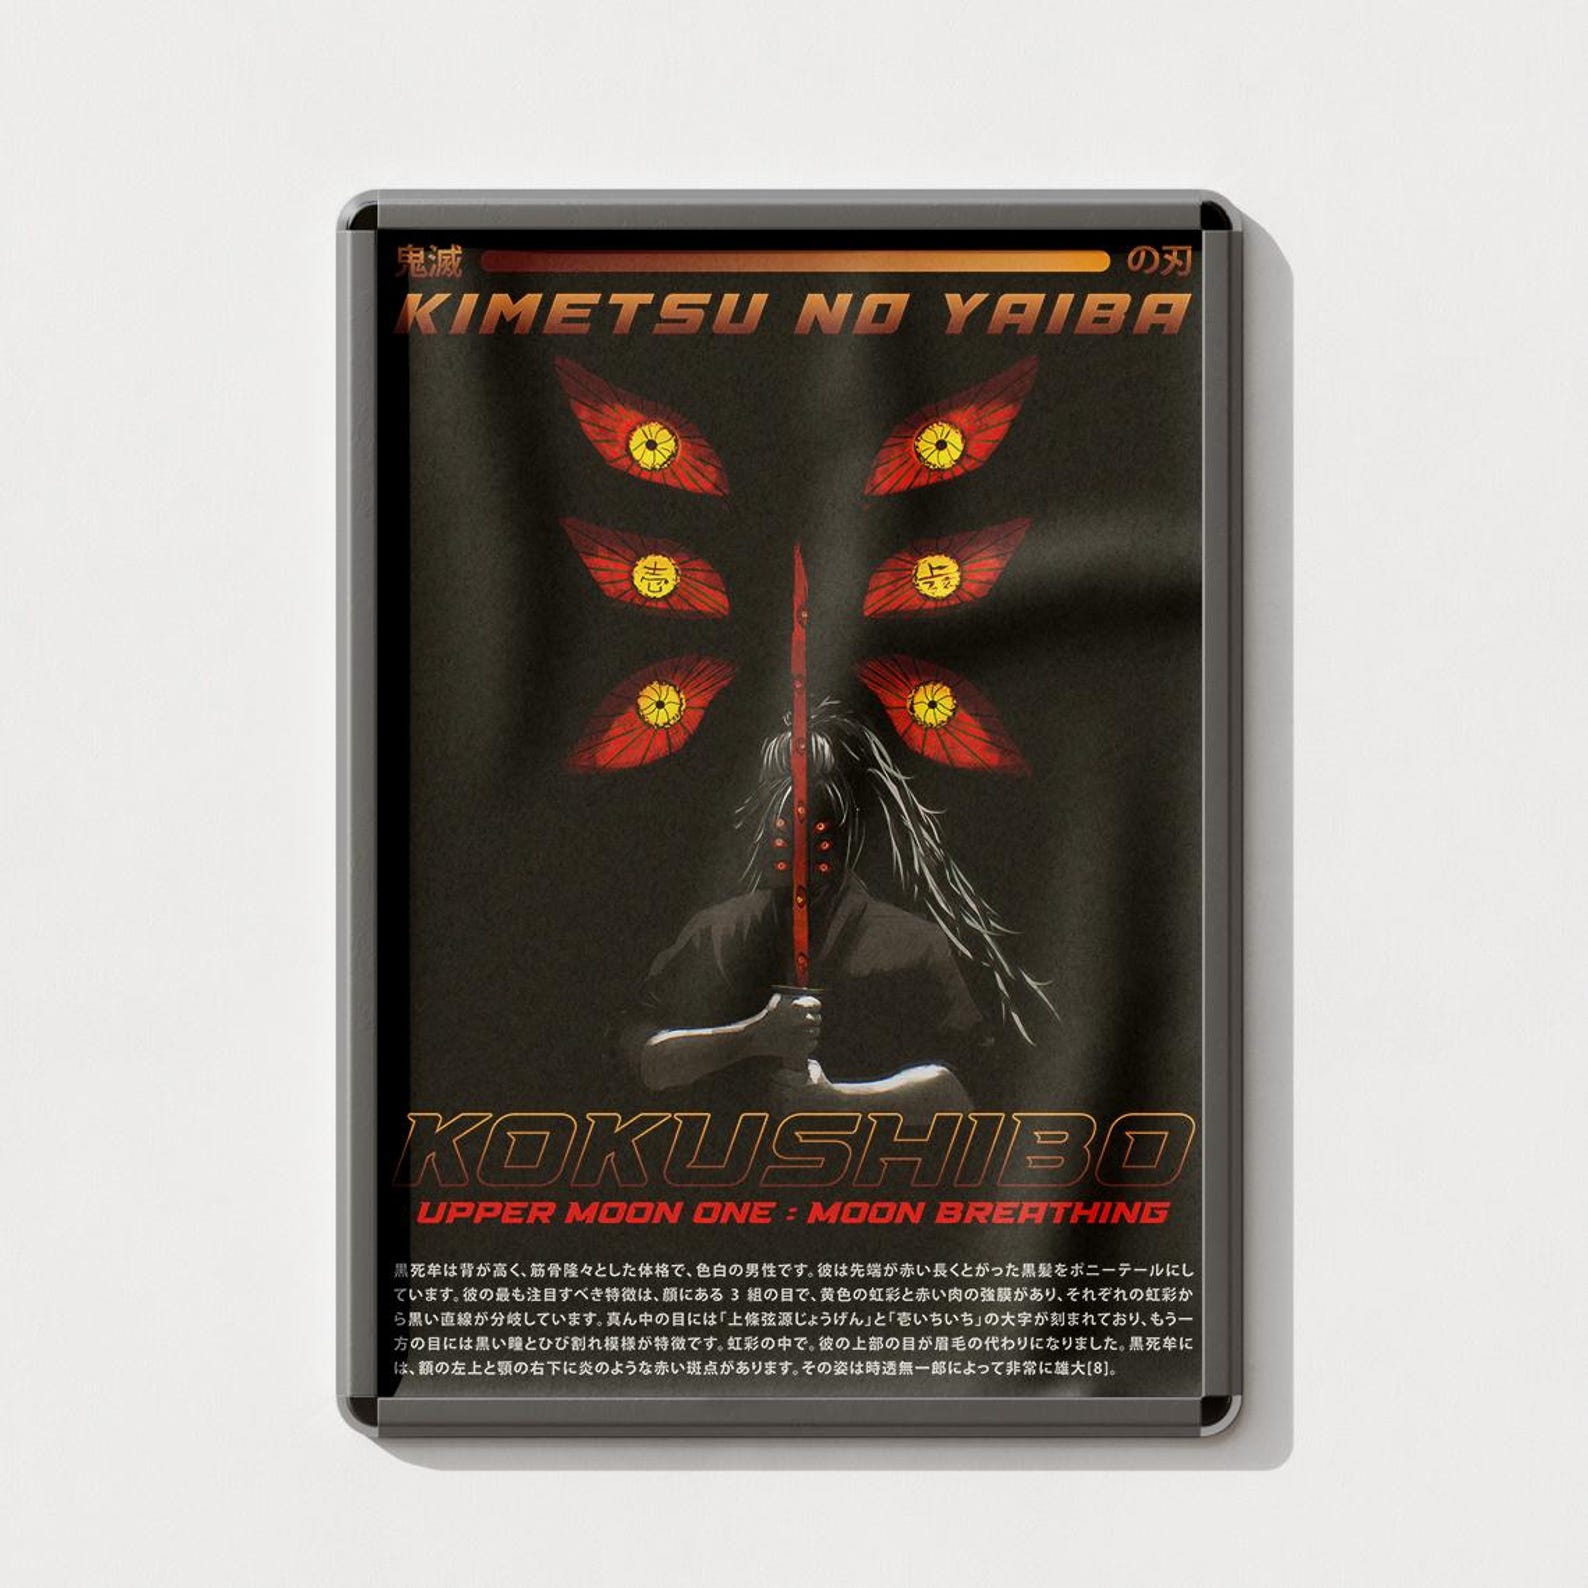 鬼滅 の刃
KIMETSU NO YAIBA
壱 上弦
KOKUSHIBO
UPPER MOON ONE : MOON BREATHING
黒死牟は背が高く、筋骨隆々とした体格で、色白の男性です。彼は先端が赤い長くとがった黒髪をポニーテールにし
ています。彼の最も注目すべき特徴は、顔にある 3 組の目で、黄色の虹彩と赤い肉の強膜があり、それぞれの虹彩か
ら黒い直線が分岐しています。真ん中の目には「上條弦源じょうげん」と「壱いちいち」の大字が刻まれており、もう一
方の目には黒い瞳とひび割れ模様が特徴です。虹彩の中で。彼の上部の目が眉毛の代わりになりました。黒死牟に
は、額の左上と顎の右下に炎のような赤い斑点があります。その姿は時透無一郎によって非常に雄大[8]。